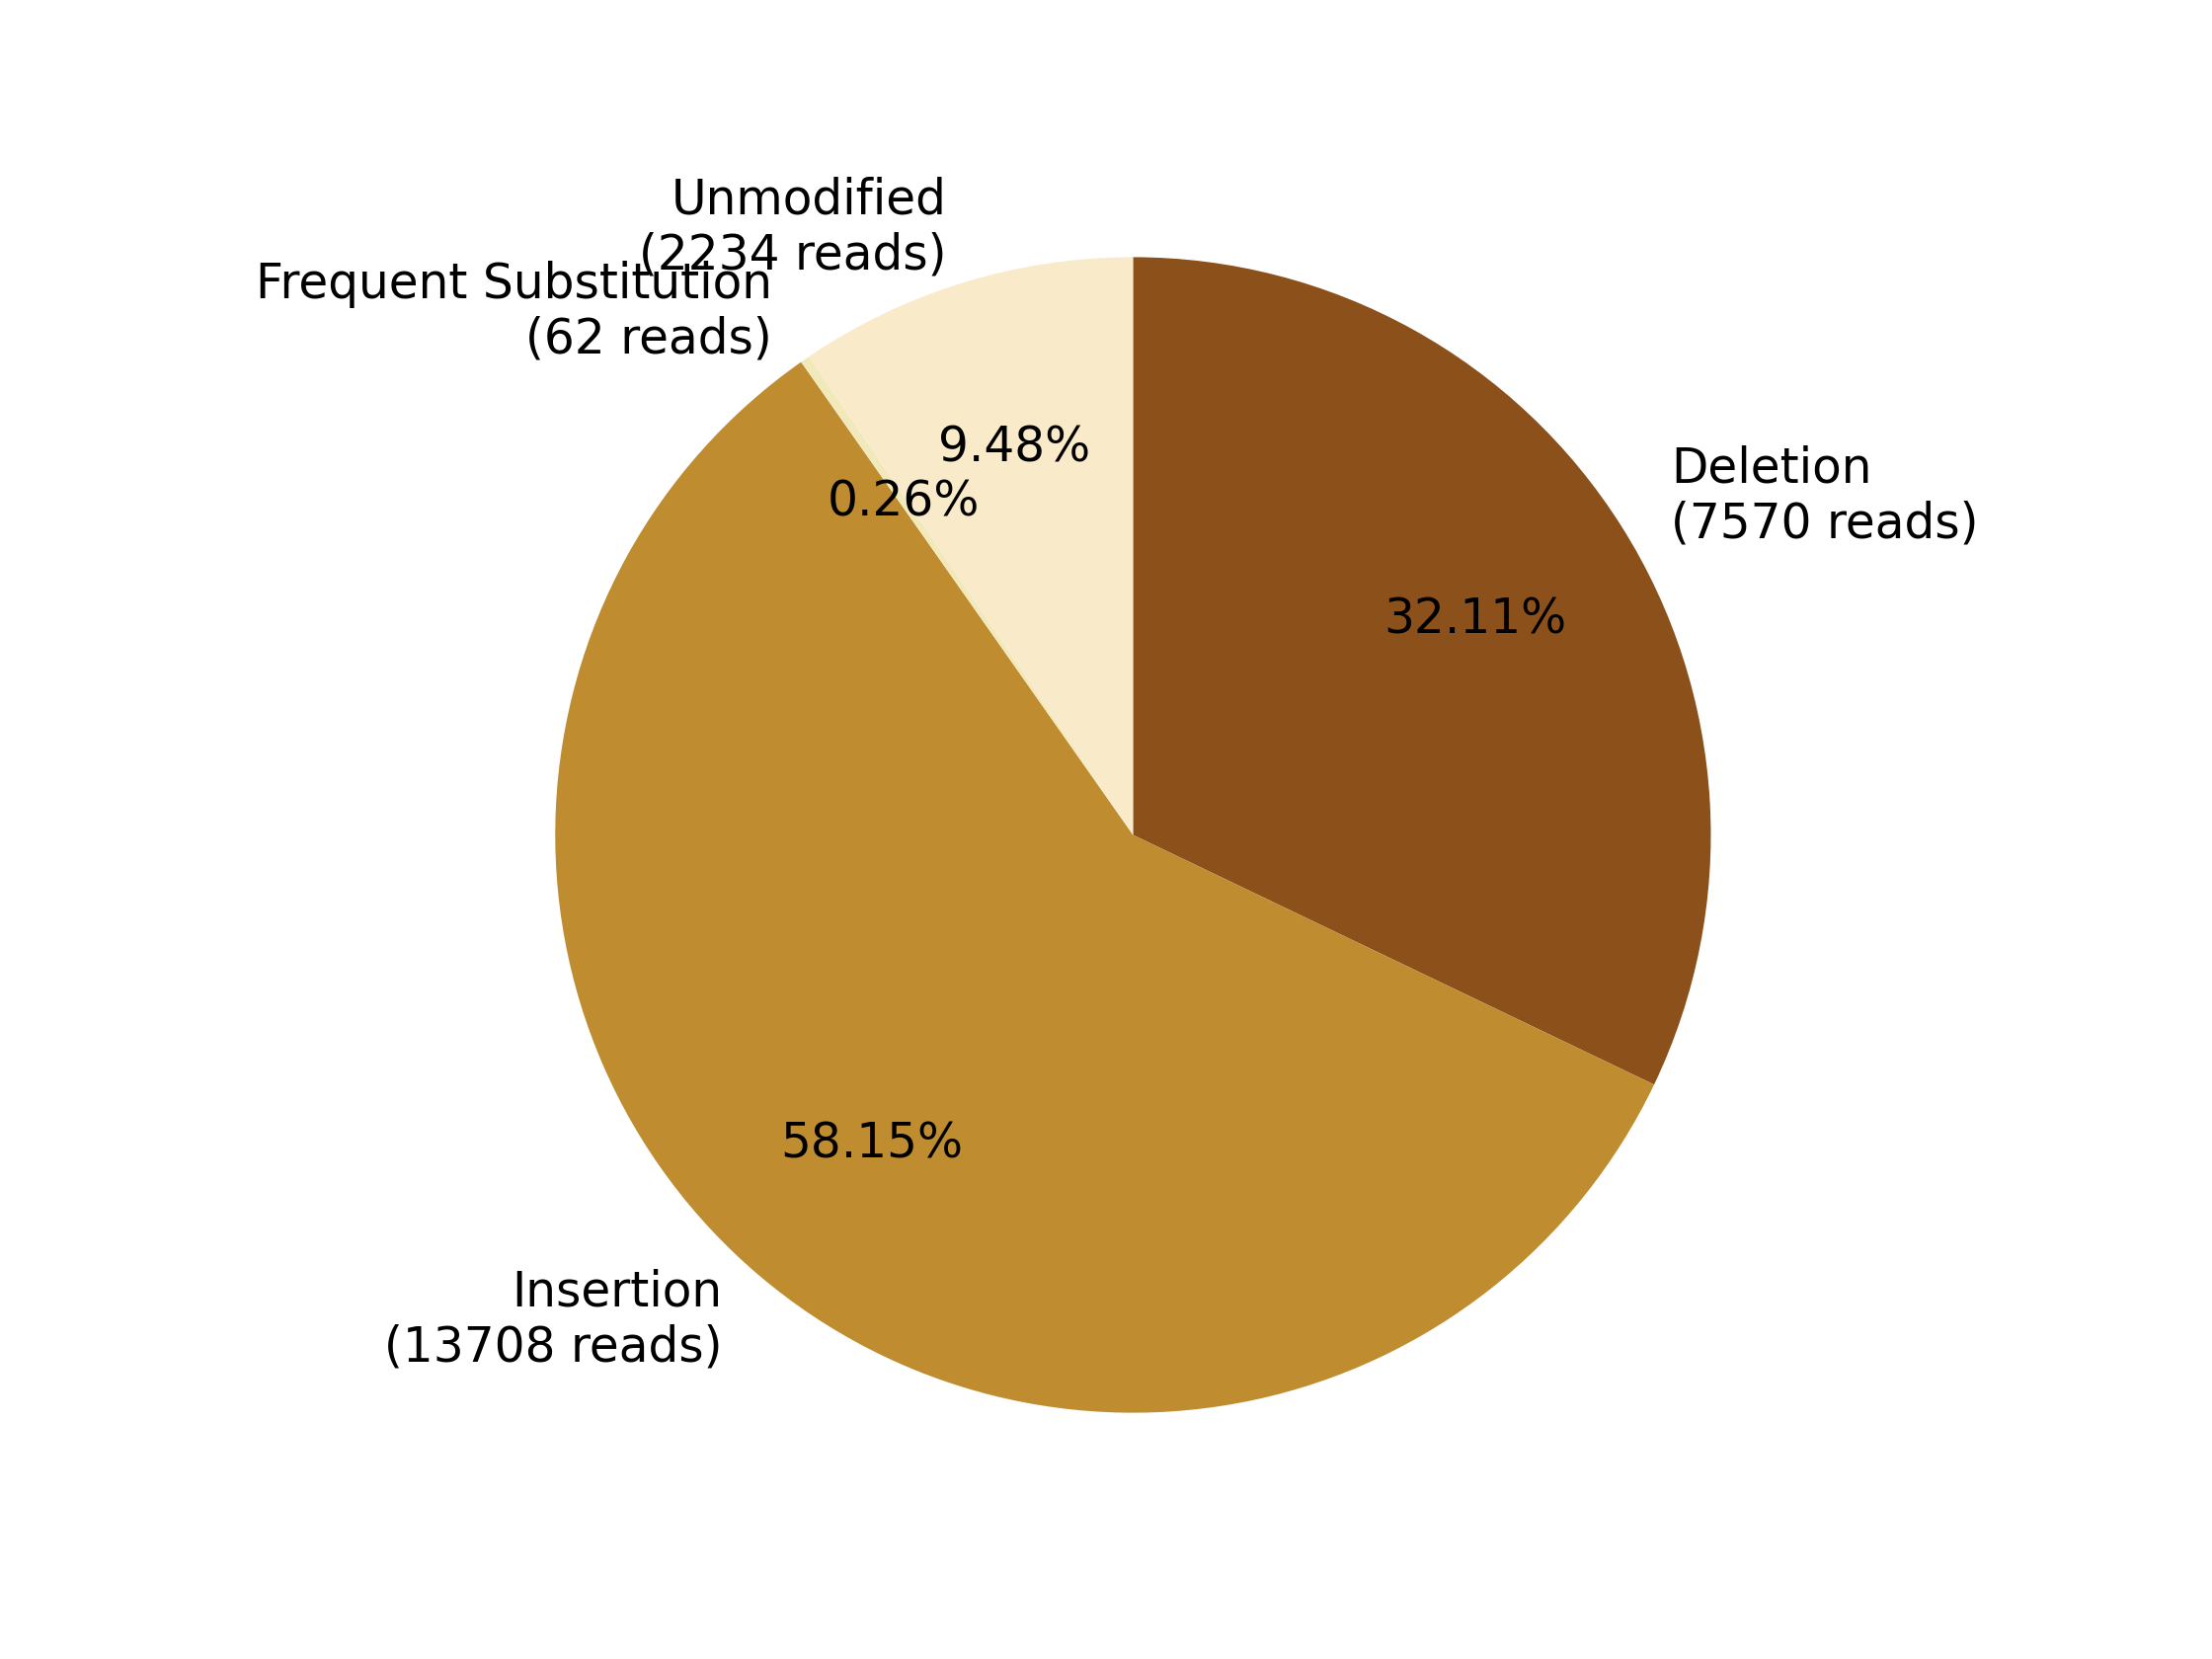 Unmodified
(2234 reads)
Frequent Substitution
(62 reads)
9.48%
0.26%
Deletion
(7570 reads)
32.11%
58.15%
Insertion
(13708 reads)